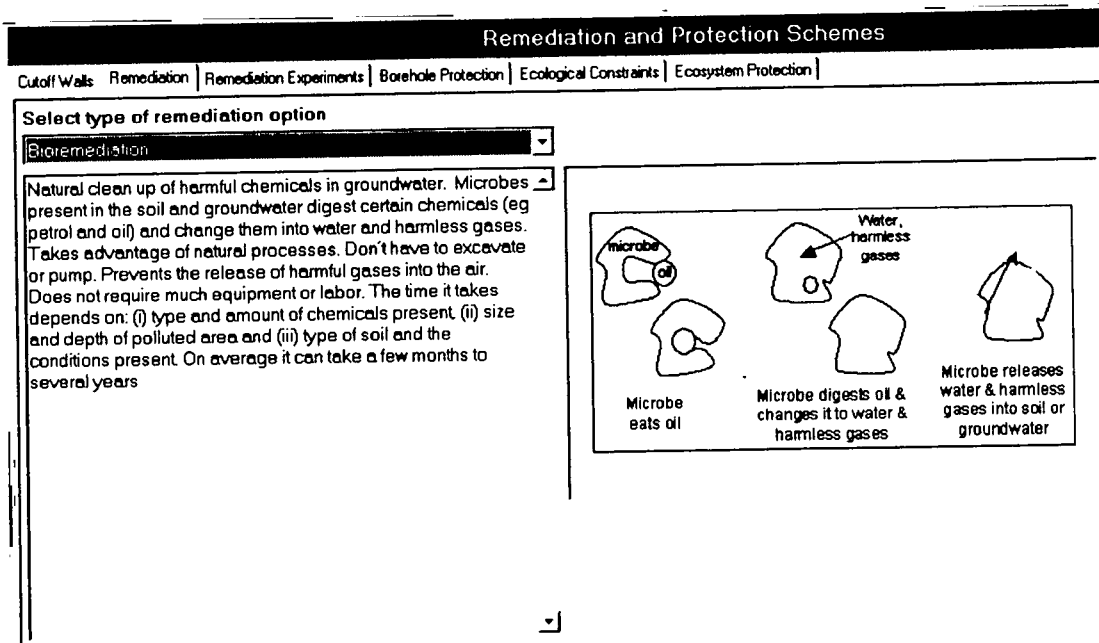 Remediation and Protection Schemes
Cutoff Walls Remediation Remediation Experiments Borehole Protection Ecological Constraints Ecosystem Protection
Select type of remediation option
Bioremediation
Natural clean up of harmful chemicals in groundwater. Microbes
present in the soil and groundwater digest certain chemicals (eg
petrol and oil) and change them into water and harmless gases.
Takes advantage of natural processes. Don't have to excavate
or pump. Prevents the release of harmful gases into the air.
Does not require much equipment or labor. The time it takes
depends on: (i) type and amount of chemicals present (ii) size
and depth of polluted area and (iii) type of soil and the
conditions present. On average it can take a few months to
several years
microbe
oil
Water,
harmless
gases
Microbe
eats oil
Microbe digests oil &
changes it to water &
harmless gases
Microbe releases
water & harmless
gases into soil or
groundwater